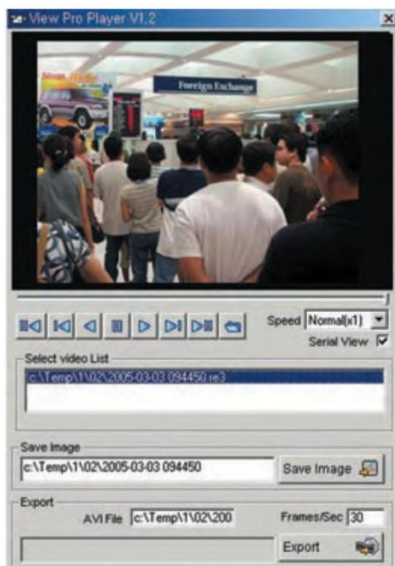 View Pro Player V1.2
Foreign Exchange
Speed Normal(x1)
Serial View
Select video List
c:\Temp\1\02\2005-03-03 094450.re3
Save Image
c:\Temp\1\02\2005-03-03 094450
Save Image
Export
AVI File c:\Temp\1\02\200
Frames/Sec 30
Export